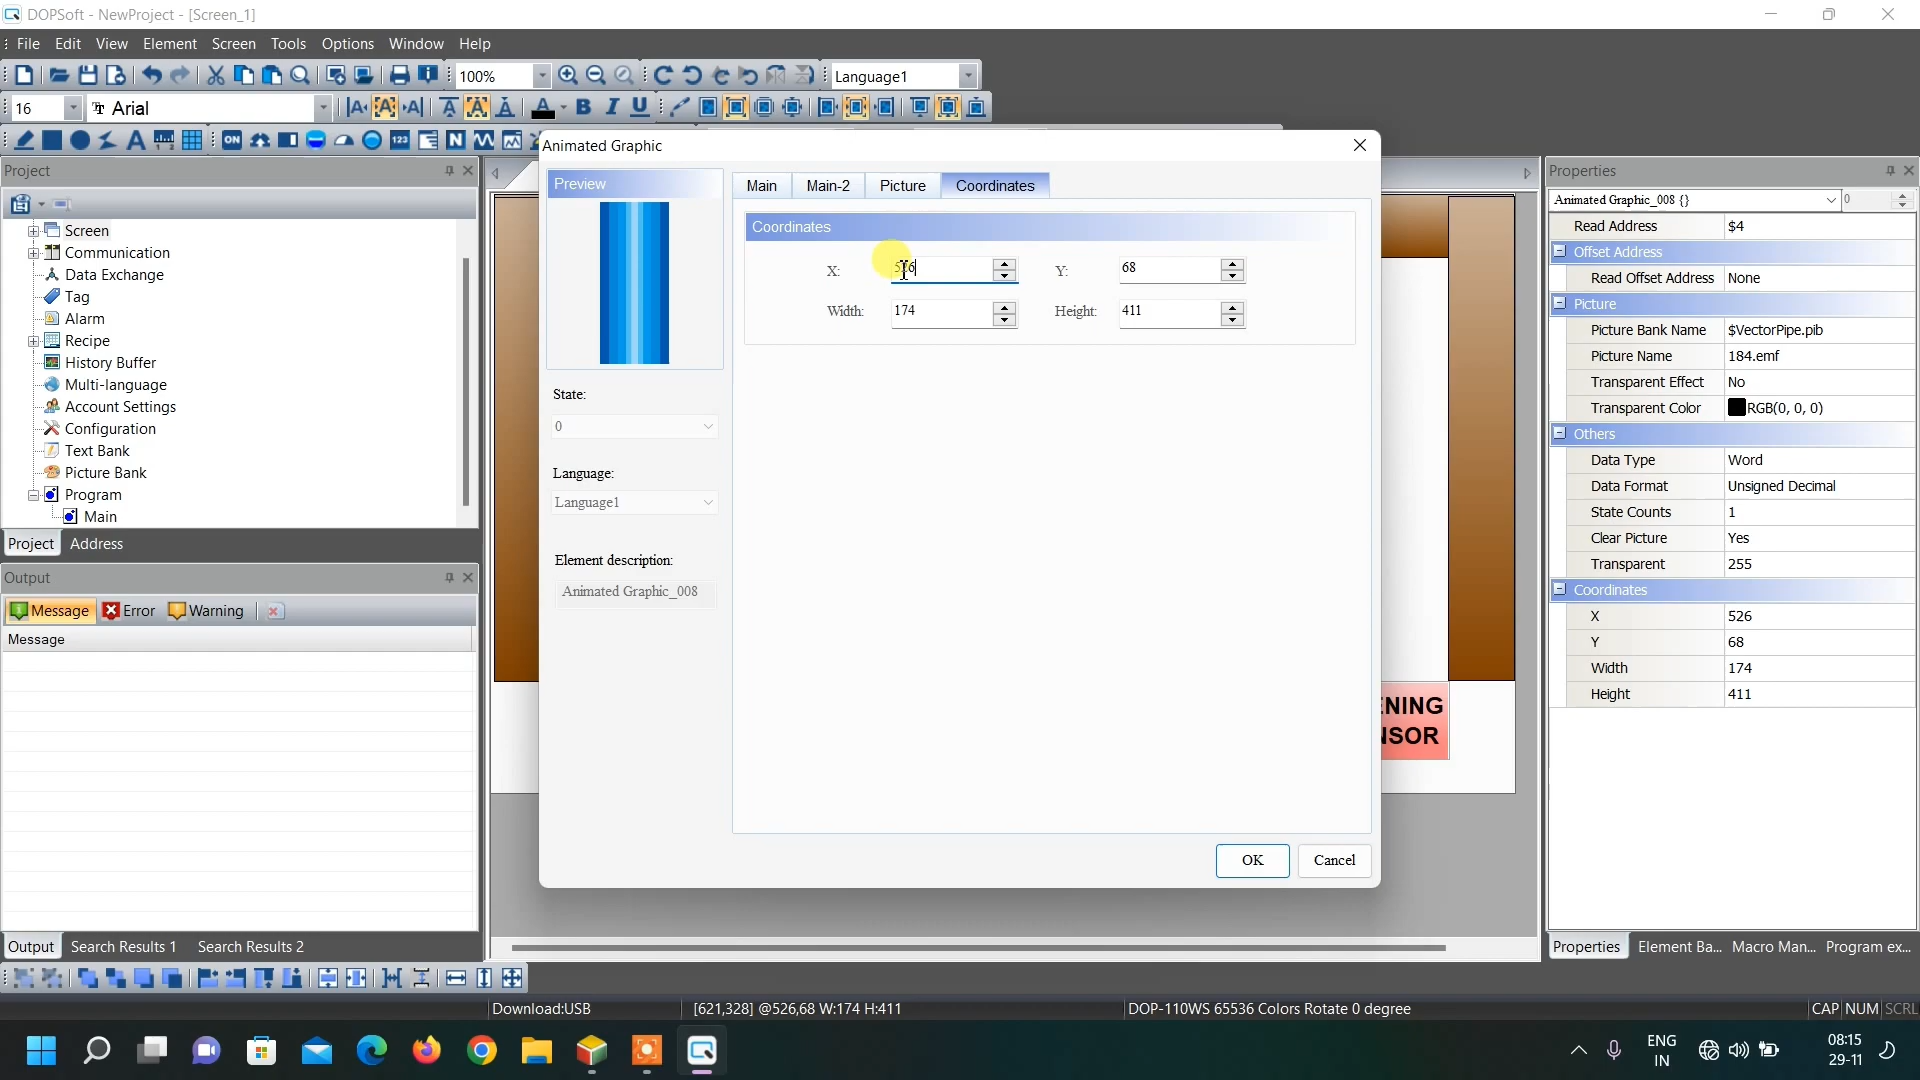 DOPSoft - NewProject - [Screen_1]
File Edit View Element Screen Tools Options Window Help
100% Language1
16 Arial
ON 123 N
Project
Screen
Communication
Data Exchange
Tag
Alarm
Recipe
History Buffer
Multi-language
Account Settings
Configuration
Text Bank
Picture Bank
Program
Main
Project Address
Output
Message Error Warning
Message
Output Search Results 1 Search Results 2
Animated Graphic
Preview
Main Main-2 Picture Coordinates
Coordinates
X: 526 Y: 68
Width: 174 Height: 411
State:
0
Language:
Language1
Element description:
Animated Graphic_008
OK Cancel
ENING
NSOR
Properties
Animated Graphic_008 {} 0
Read Address $4
Offset Address
Read Offset Address None
Picture
Picture Bank Name $VectorPipe.pib
Picture Name 184.emf
Transparent Effect No
Transparent Color RGB(0, 0, 0)
Others
Data Type Word
Data Format Unsigned Decimal
State Counts 1
Clear Picture Yes
Transparent 255
Coordinates
X 526
Y 68
Width 174
Height 411
Properties Element Ba... Macro Man... Program ex...
Download:USB [621,328] @526,68 W:174 H:411 DOP-110WS 65536 Colors Rotate 0 degree CAP NUM SCRL
ENG
IN
08:15
29-11